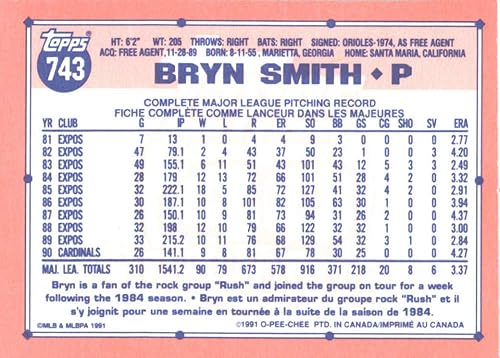 topps
743
HT: 6'2" WT: 205 THROWS: RIGHT BATS: RIGHT SIGNED: ORIOLES-1974, AS FREE AGENT
ACQ: FREE AGENT, 11-28-89 BORN: 8-11-55, MARIETTA, GEORGIA HOME: SANTA MARIA, CALIFORNIA
BRYN SMITH ◆ P
COMPLETE MAJOR LEAGUE PITCHING RECORD
FICHE COMPLÈTE COMME LANCEUR DANS LES MAJEURES
YR CLUB G IP W L R ER SO BB GS CG SHO SV ERA
81 EXPOS 7 13 1 0 4 4 9 3 0 0 0 0 2.77
82 EXPOS 47 79.1 2 4 43 37 50 23 1 0 0 3 4.20
83 EXPOS 49 155.1 6 11 51 43 101 43 12 5 3 3 2.49
84 EXPOS 28 179 12 13 72 66 101 51 28 4 2 0 3.32
85 EXPOS 32 222.1 18 5 85 72 127 41 32 4 2 0 2.91
86 EXPOS 30 187.1 10 8 101 82 105 63 30 1 0 0 3.94
87 EXPOS 26 150.1 10 9 81 73 94 31 26 2 0 0 4.37
88 EXPOS 32 198 12 10 79 66 122 32 32 1 0 0 3.00
89 EXPOS 33 215.2 10 11 76 68 129 54 32 3 1 0 2.84
90 CARDINALS 26 141.1 9 8 81 67 78 30 25 0 0 0 4.27
MAJ. LEA. TOTALS 310 1541.2 90 79 673 578 916 371 218 20 8 6 3.37
Bryn is a fan of the rock group "Rush" and joined the group on tour for a week
following the 1984 season. • Bryn est un admirateur du groupe rock "Rush" et il
s'y joignit pour une semaine en tournée à la suite de la saison de 1984.
©MLB & MLBPA 1991 ©1991 O-PEE-CHEE PTD. IN CANADA/IMPRIMÉ AU CANADA